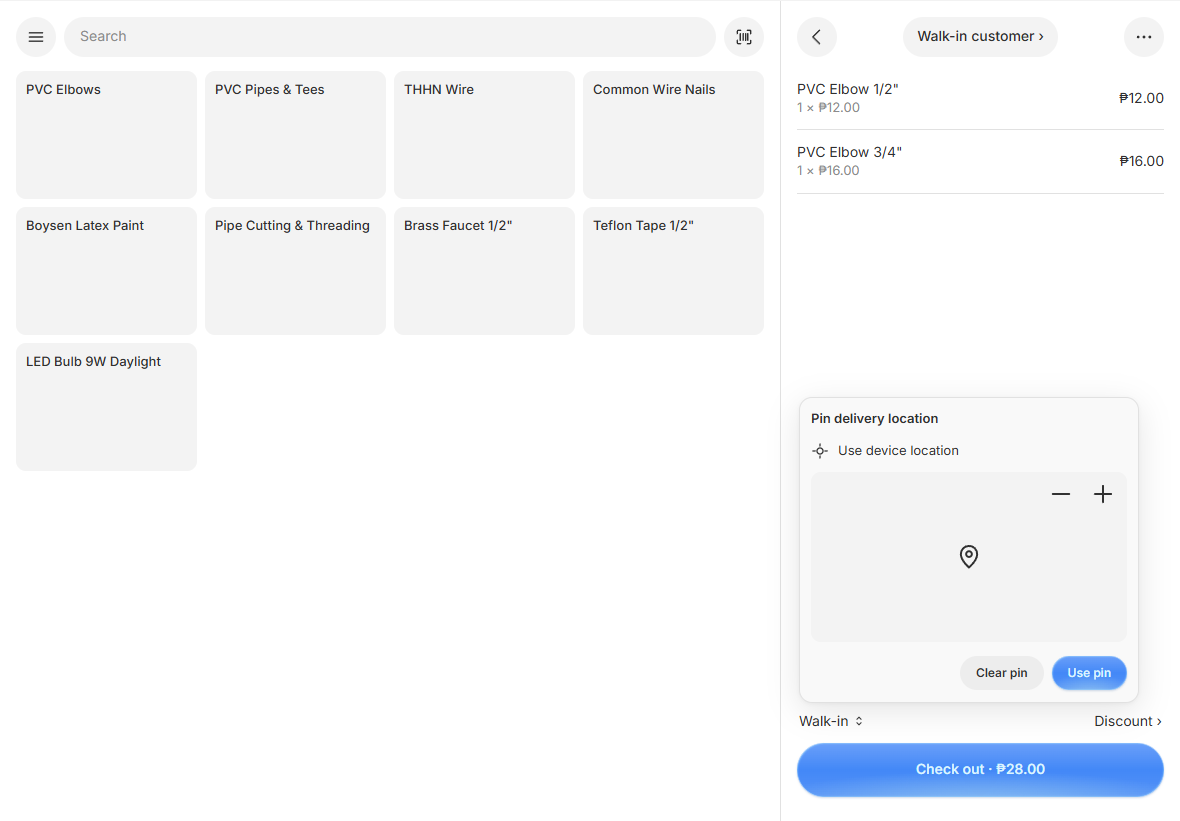 Search
PVC Elbows
PVC Pipes & Tees
THHN Wire
Common Wire Nails
Boysen Latex Paint
Pipe Cutting & Threading
Brass Faucet 1/2"
Teflon Tape 1/2"
LED Bulb 9W Daylight
Walk-in customer ›
PVC Elbow 1/2"
1 × ₱12.00
₱12.00
PVC Elbow 3/4"
1 × ₱16.00
₱16.00
Pin delivery location
Use device location
Clear pin
Use pin
Walk-in
Discount ›
Check out · ₱28.00